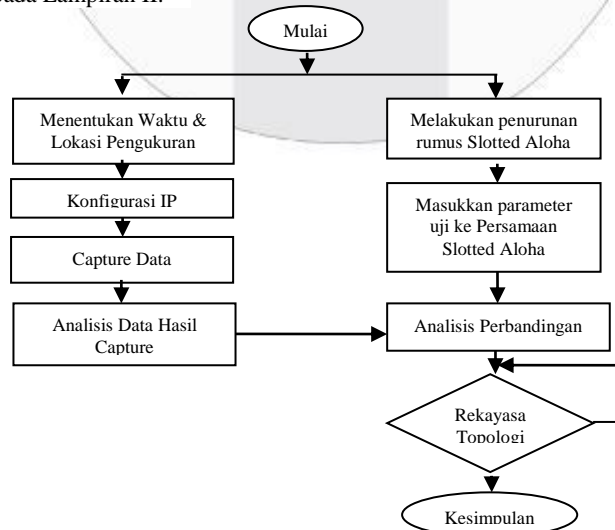 pada Lampiran II.
Mulai
Menentukan Waktu &
Lokasi Pengukuran
Konfigurasi IP
Capture Data
Analisis Data Hasil
Capture
Melakukan penurunan
rumus Slotted Aloha
Masukkan parameter
uji ke Persamaan
Slotted Aloha
Analisis Perbandingan
Rekayasa
Topologi
Kesimpulan